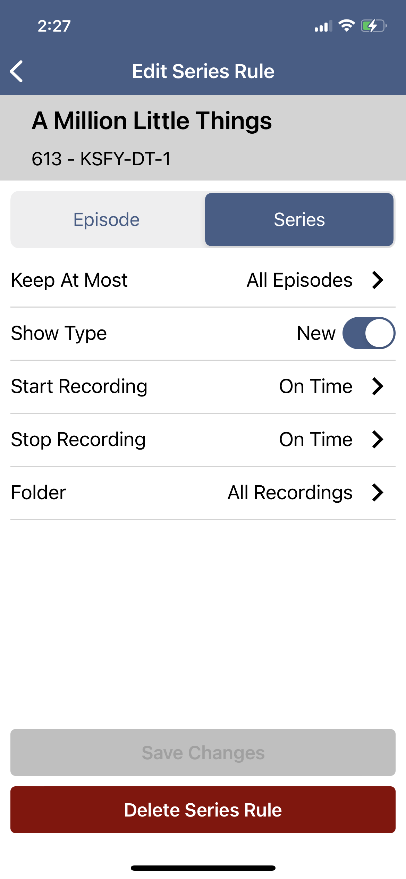 2:27
Edit Series Rule
A Million Little Things
613 - KSFY-DT-1
Episode Series
Keep At Most All Episodes
Show Type New
Start Recording On Time
Stop Recording On Time
Folder All Recordings
Save Changes
Delete Series Rule